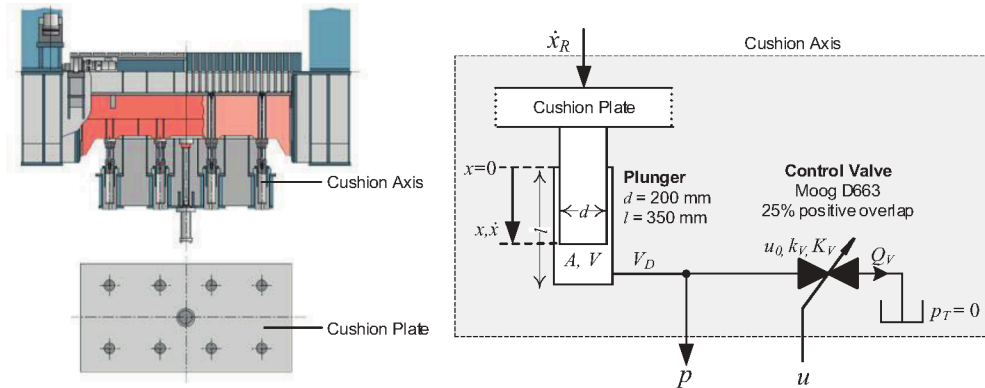 Cushion Axis
Cushion Plate
ẋ_R
Cushion Axis
Cushion Plate
x=0
x,ẋ
d
l
A, V
Plunger
d = 200 mm
l = 350 mm
V_D
p
Control Valve
Moog D663
25% positive overlap
u_0, k_V, K_V
Q_V
p_T = 0
u